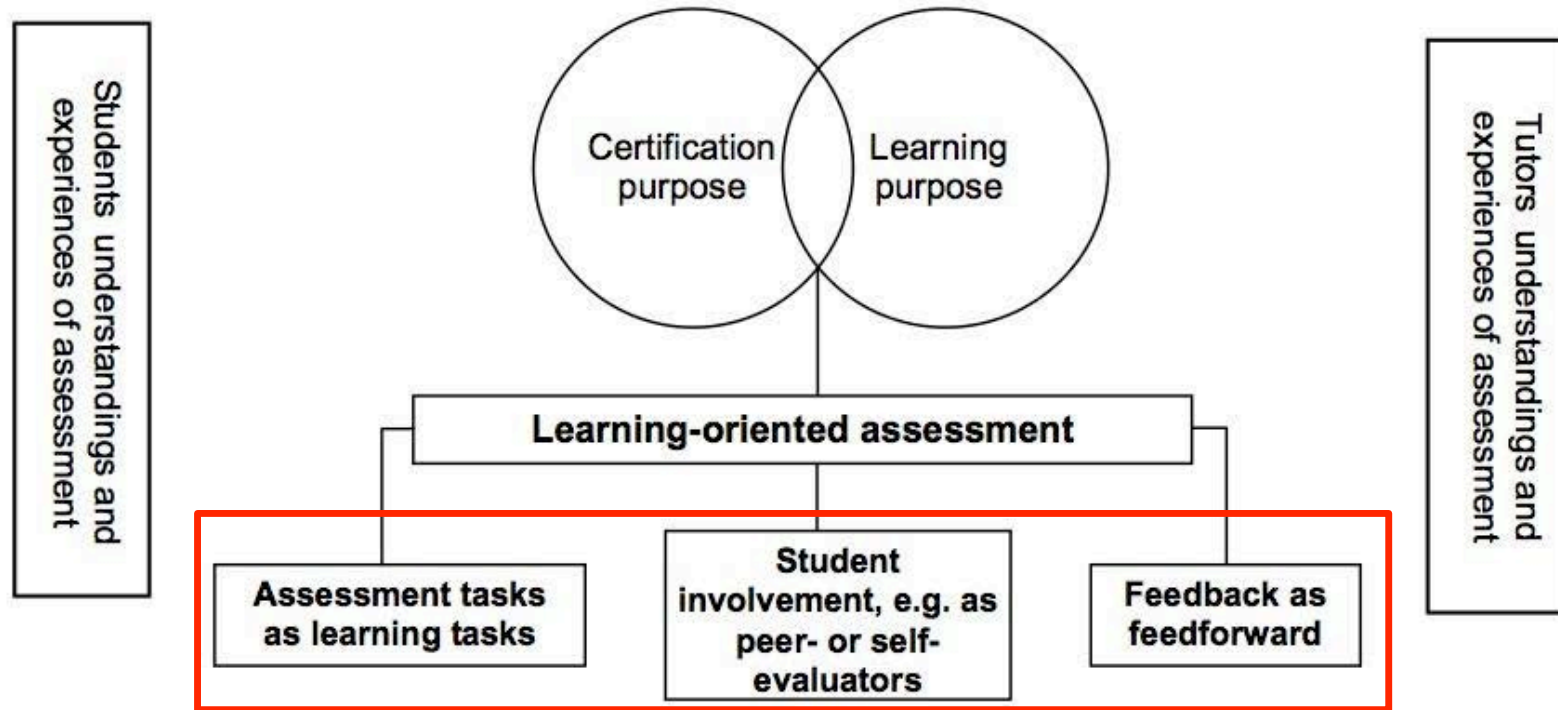 Students understandings and
experiences of assessment
Certification
purpose
Learning
purpose
Tutors understandings and
experiences of assessment
Learning-oriented assessment
Assessment tasks
as learning tasks
Student
involvement, e.g. as
peer- or self-
evaluators
Feedback as
feedforward